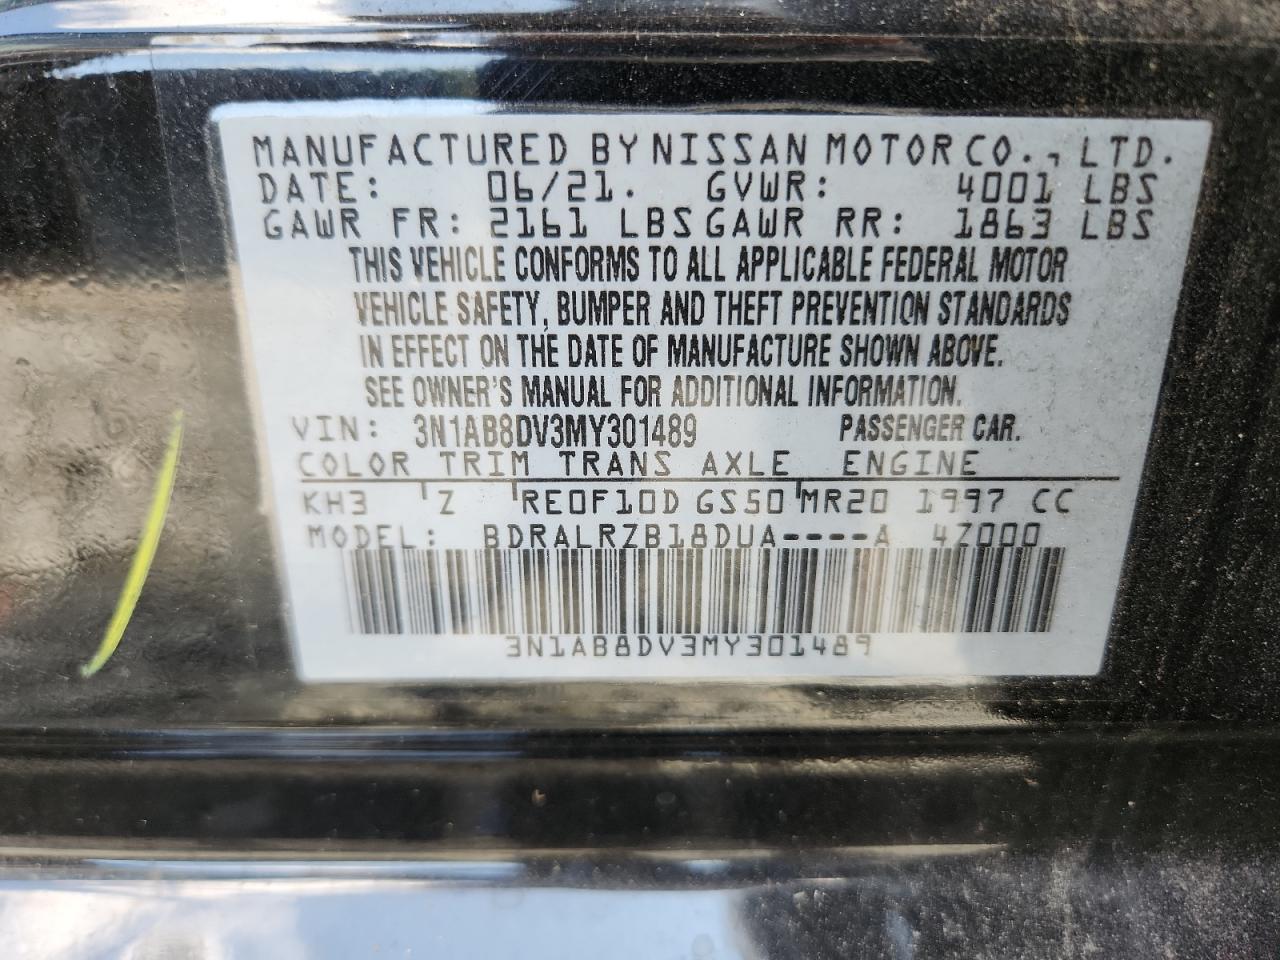 MANUFACTURED BY NISSAN MOTOR CO., LTD.
DATE: 06/21. GVWR: 4001 LBS
GAWR FR: 2161 LBS GAWR RR: 1863 LBS
THIS VEHICLE CONFORMS TO ALL APPLICABLE FEDERAL MOTOR
VEHICLE SAFETY, BUMPER AND THEFT PREVENTION STANDARDS
IN EFFECT ON THE DATE OF MANUFACTURE SHOWN ABOVE.
SEE OWNER'S MANUAL FOR ADDITIONAL INFORMATION.
VIN: 3N1AB8DV3MY301489 PASSENGER CAR.
COLOR TRIM TRANS AXLE ENGINE
KH3 Z RE0F10D GS50 MR20 1997 CC
MODEL: BDRALRZB18DUA----A 4Z000
3N1AB8DV3MY301489